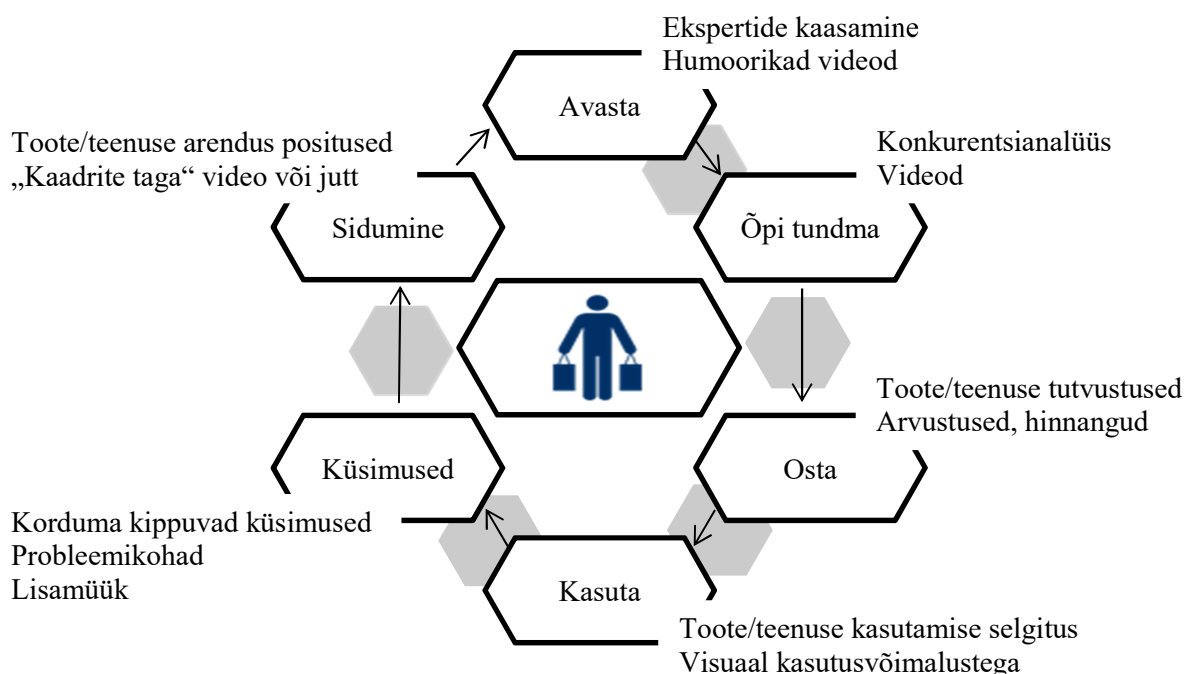 Ekspertide kaasamine
Humoorikad videod
Avasta
Konkurentsianalüüs
Videod
Õpi tundma
Toote/teenuse tutvustused
Arvustused, hinnangud
Osta
Kasuta
Toote/teenuse kasutamise selgitus
Visuaal kasutusvõimalustega
Küsimused
Korduma kippuvad küsimused
Probleemikohad
Lisamüük
Toote/teenuse arendus positused
„Kaadrite taga“ video või jutt
Sidumine